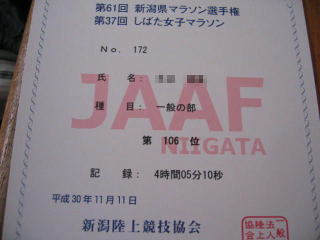 第61回 新潟県マラソン選手権
第37回 しばた女子マラソン
No. 172
氏 名:
種 目: 一般の部
JAAF
NIIGATA
第 106 位
記 録: 4時間05分10秒
平成30年11月11日
新潟陸上競技協会